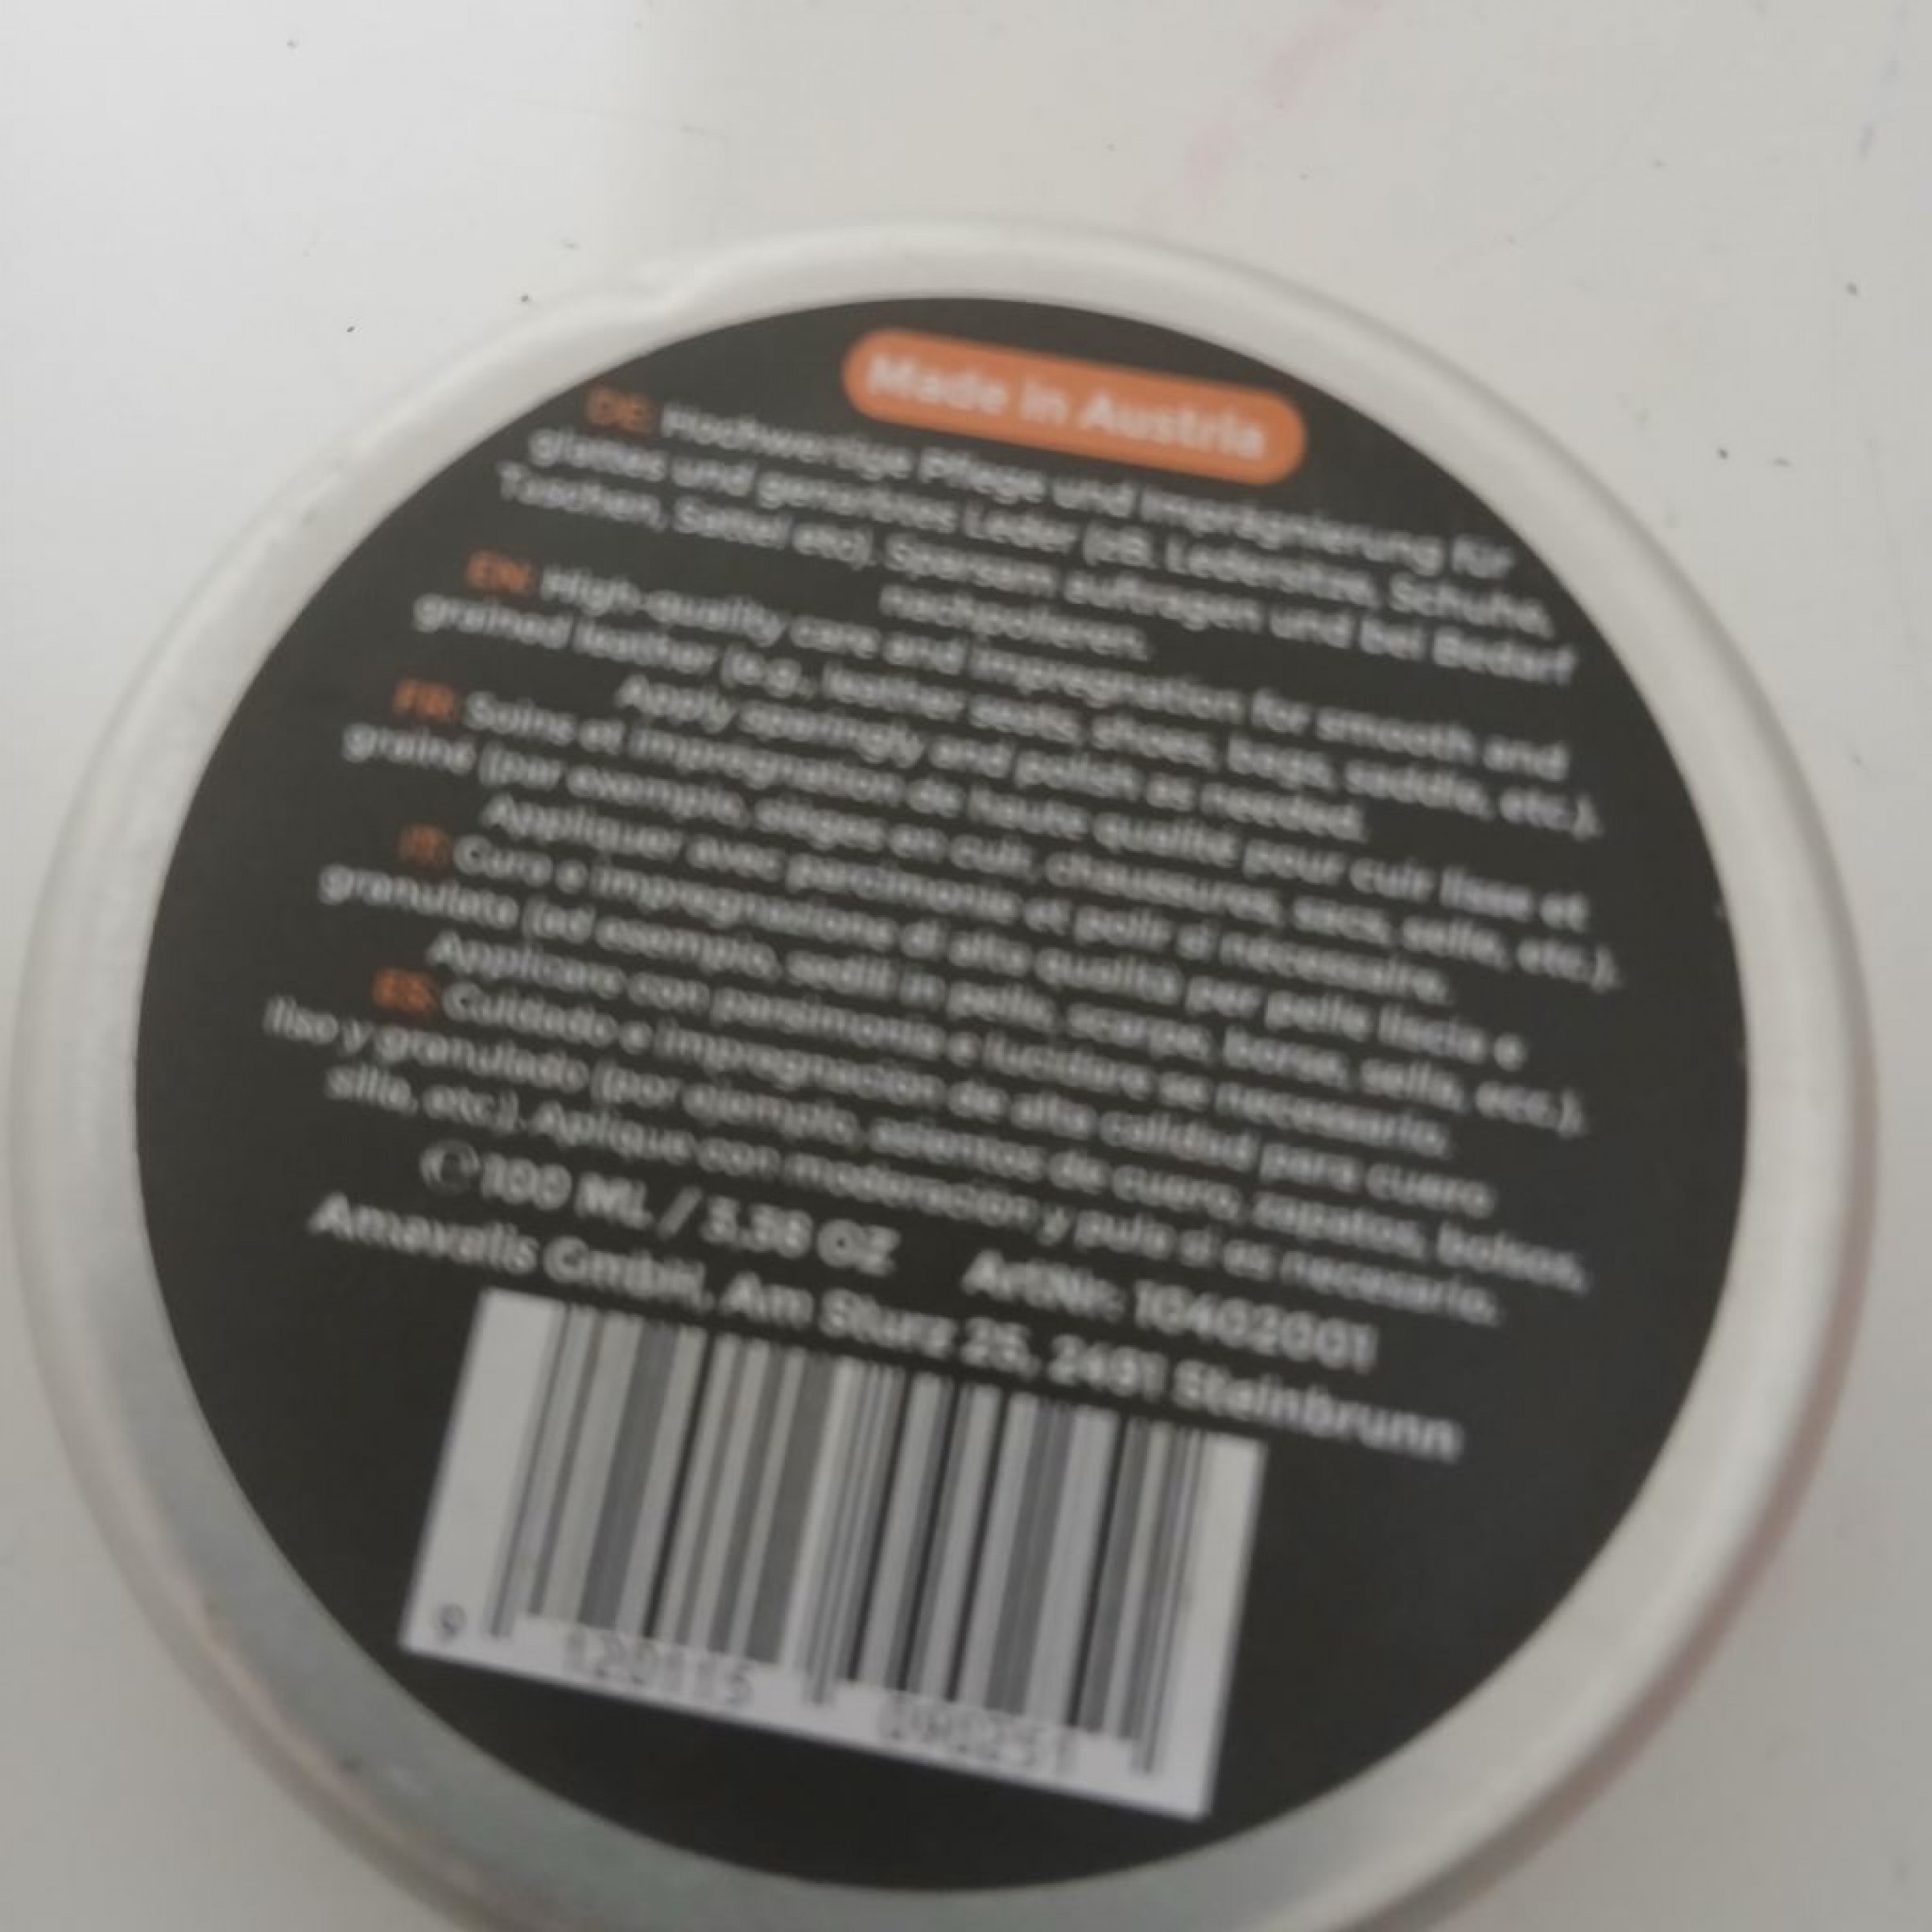 Made in Austria
DE: Hochwertige Pflege und Imprägnierung für
glattes und genarbtes Leder (zB. Ledersitze, Schuhe,
Taschen, Sattel etc). Sparsam auftragen und bei Bedarf
nachpolieren.
EN: High-quality care and impregnation for smooth and
grained leather (e.g., leather seats, shoes, bags, saddle, etc.).
Apply sparingly and polish as needed.
FR: Soins et imprégnation de haute qualité pour cuir lisse et
grainé (par exemple, sièges en cuir, chaussures, sacs, selle, etc.).
Appliquer avec parcimonie et polir si nécessaire.
IT: Cura e impregnazione di alta qualità per pelle liscia e
granulata (ad esempio, sedili in pelle, scarpe, borse, sella, ecc.).
Applicare con parsimonia e lucidare se necessario.
ES: Cuidado e impregnación de alta calidad para cuero
liso y granulado (por ejemplo, asientos de cuero, zapatos, bolsos,
silla, etc.). Aplique con moderación y pula si es necesario.
℮ 100 ML / 3.38 OZ ArtNr: 10402001
Amavalis GmbH, Am Sturz 25, 2491 Steinbrunn
9 120115 090251